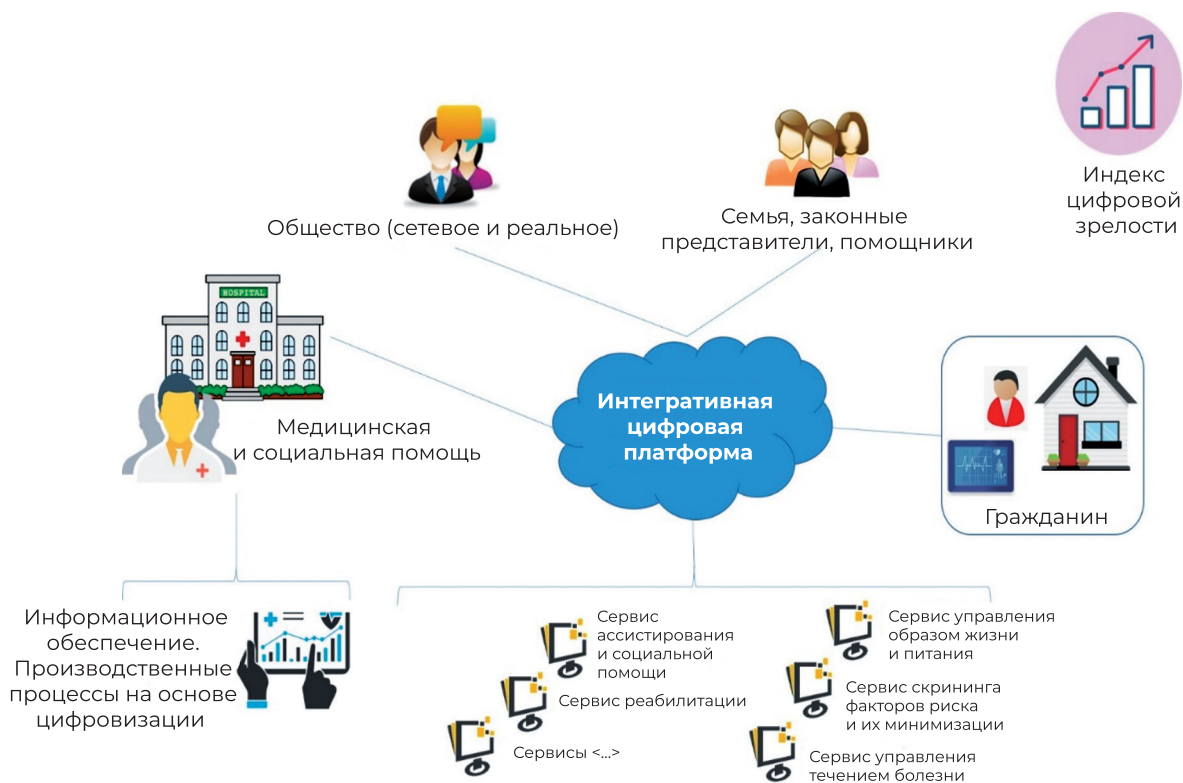 Индекс
цифровой
зрелости
Общество (сетевое и реальное)
Семья, законные
представители, помощники
HOSPITAL
Медицинская
и социальная помощь
Интегративная
цифровая
платформа
Гражданин
Информационное
обеспечение.
Производственные
процессы на основе
цифровизации
Сервис
ассистирования
и социальной
помощи
Сервис реабилитации
Сервисы <...>
Сервис управления
образом жизни
и питания
Сервис скрининга
факторов риска
и их минимизации
Сервис управления
течением болезни